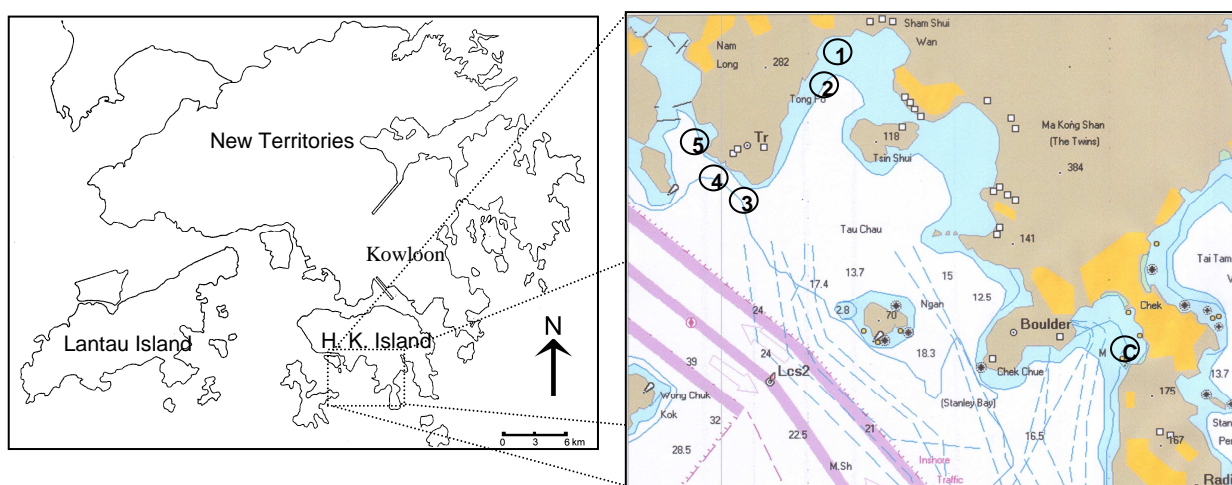 New Territories
Kowloon
Lantau Island
H. K. Island
N
0 3 6 km
Sham Shui
Wan
Nam
Long
282
1
2
Tong Po
118
Tsin Shui
Ma Kong Shan
(The Twins)
384
5
Tr
4
3
141
Tau Chau
Tai Tam
13.7
15
17.4
12.5
Ngan
Chek
2.8
70
24
Boulder
C
M
39
24
18.3
Lcs2
Chek Chue
13.7
Wong Chuk
Kok
(Stanley Bay)
175
32
21
Stan
28.5
22.5
16.5
167
Pen
M.Sh
Inshore
Traffic
Radi